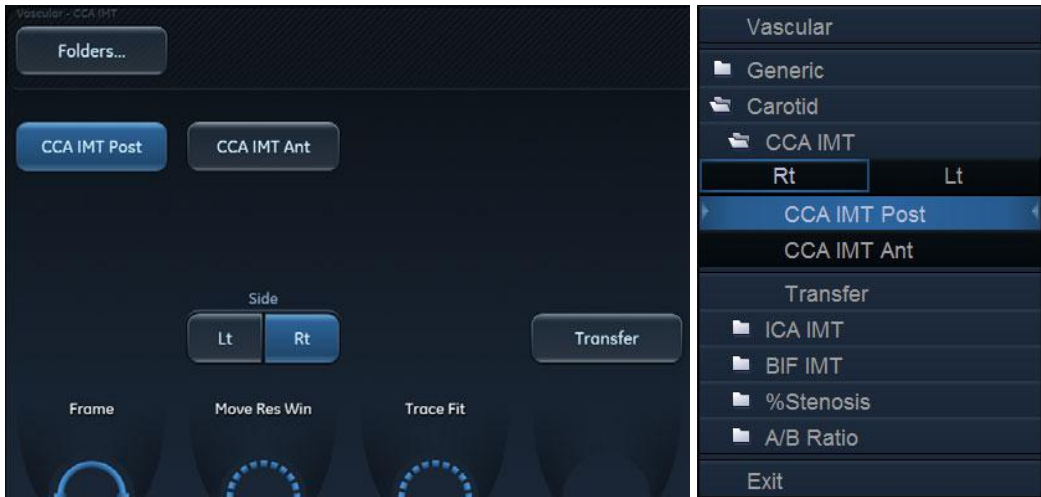 Vascular - CCA IMT
Folders...
CCA IMT Post
CCA IMT Ant
Side
Lt
Rt
Transfer
Frame
Move Res Win
Trace Fit
Vascular
Generic
Carotid
CCA IMT
Rt
Lt
CCA IMT Post
CCA IMT Ant
Transfer
ICA IMT
BIF IMT
%Stenosis
A/B Ratio
Exit